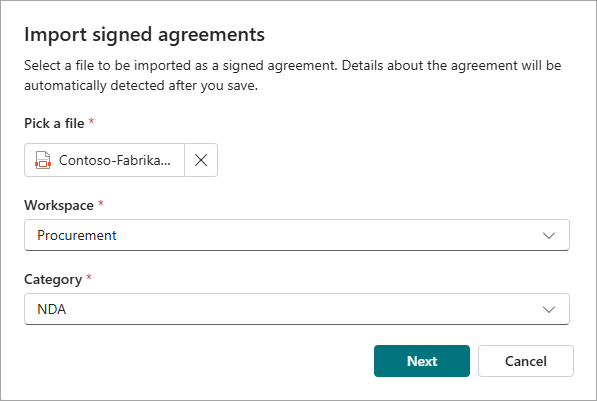 Import signed agreements
Select a file to be imported as a signed agreement. Details about the agreement will be
automatically detected after you save.
Pick a file *
Contoso-Fabrika...
Workspace *
Procurement
Category *
NDA
Next Cancel